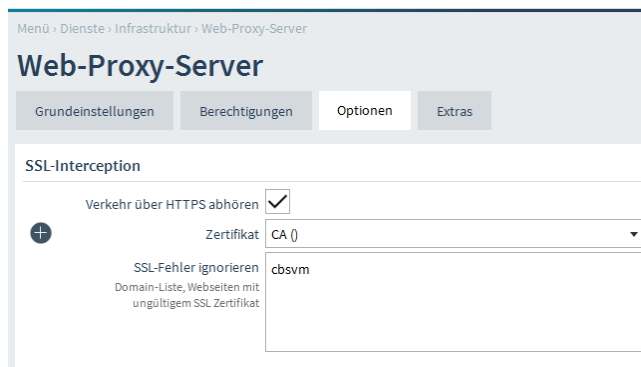 Menü › Dienste › Infrastruktur › Web-Proxy-Server
Web-Proxy-Server
Grundeinstellungen Berechtigungen Optionen Extras
SSL-Interception
Verkehr über HTTPS abhören
Zertifikat CA ()
SSL-Fehler ignorieren cbsvm
Domain-Liste, Webseiten mit
ungültigem SSL Zertifikat